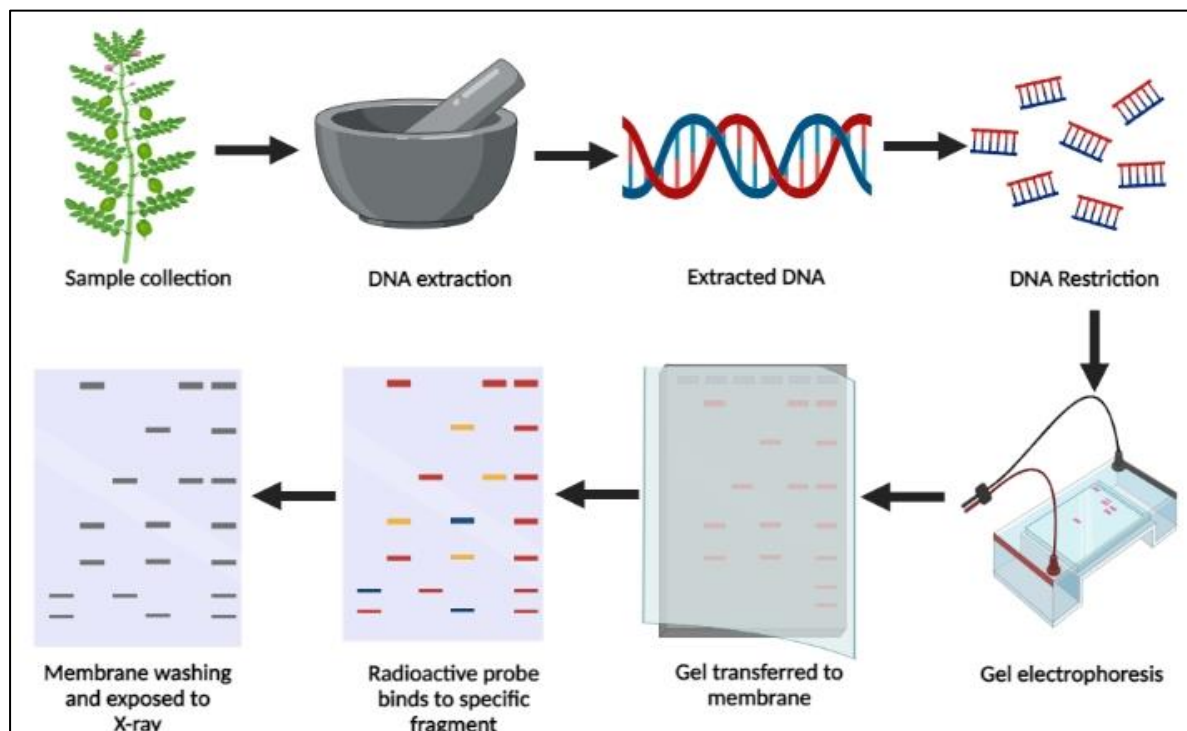 Sample collection
DNA extraction
Extracted DNA
DNA Restriction
Gel electrophoresis
Gel transferred to
membrane
Radioactive probe
binds to specific
fragment
Membrane washing
and exposed to
X-ray